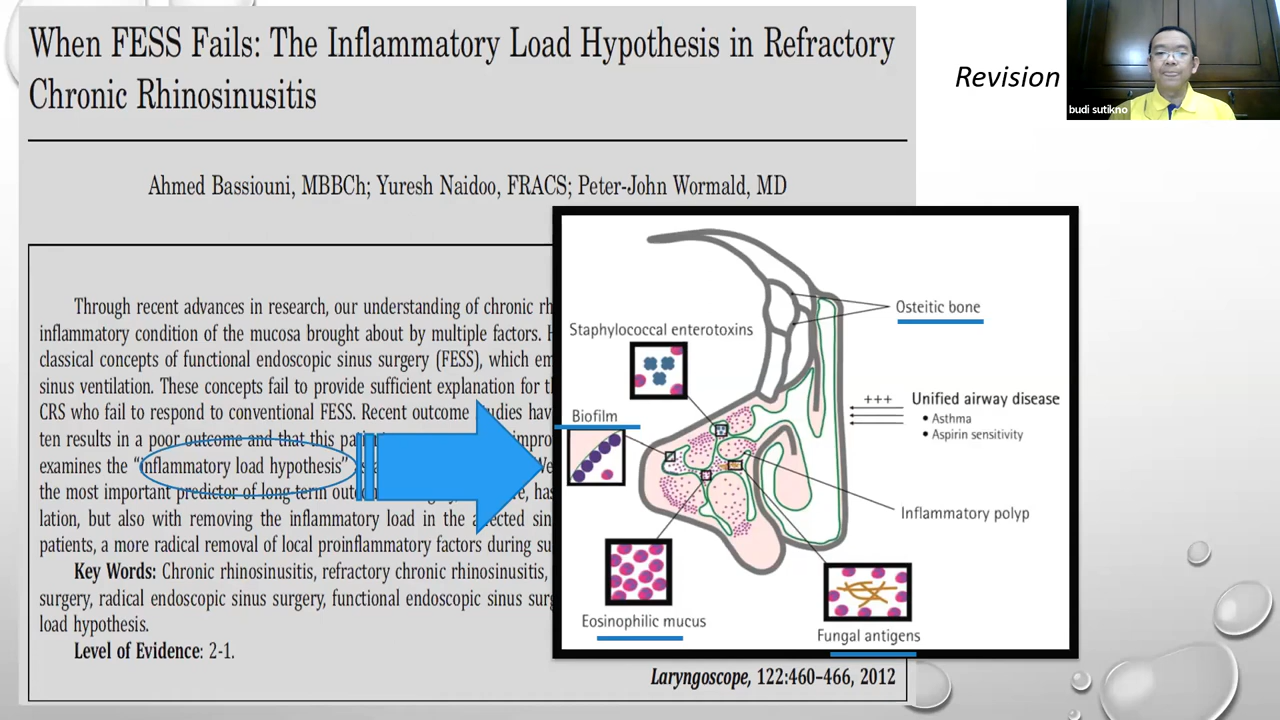 When FESS Fails: The Inflammatory Load Hypothesis in Refractory
Chronic Rhinosinusitis
Revision
budi sutikno
Ahmed Bassiouni, MBBCh; Yuresh Naidoo, FRACS; Peter-John Wormald, MD
Through recent advances in research, our understanding of chronic rh
inflammatory condition of the mucosa brought about by multiple factors. H
classical concepts of functional endoscopic sinus surgery (FESS), which em
sinus ventilation. These concepts fail to provide sufficient explanation for th
CRS who fail to respond to conventional FESS. Recent outcome studies hav
ten results in a poor outcome and that this impro
examines the “inflammatory load hypothesis” We
the most important predictor of long term has
lation, but also with removing the inflammatory load in the affected sin
patients, a more radical removal of local proinflammatory factors during su
Key Words: Chronic rhinosinusitis, refractory chronic rhinosinusitis,
surgery, radical endoscopic sinus surgery, functional endoscopic sinus surg
load hypothesis.
Level of Evidence: 2-1.
Laryngoscope, 122:460–466, 2012
Osteitic bone
Staphylococcal enterotoxins
Biofilm
+++
Unified airway disease
• Asthma
• Aspirin sensitivity
Inflammatory polyp
Eosinophilic mucus
Fungal antigens